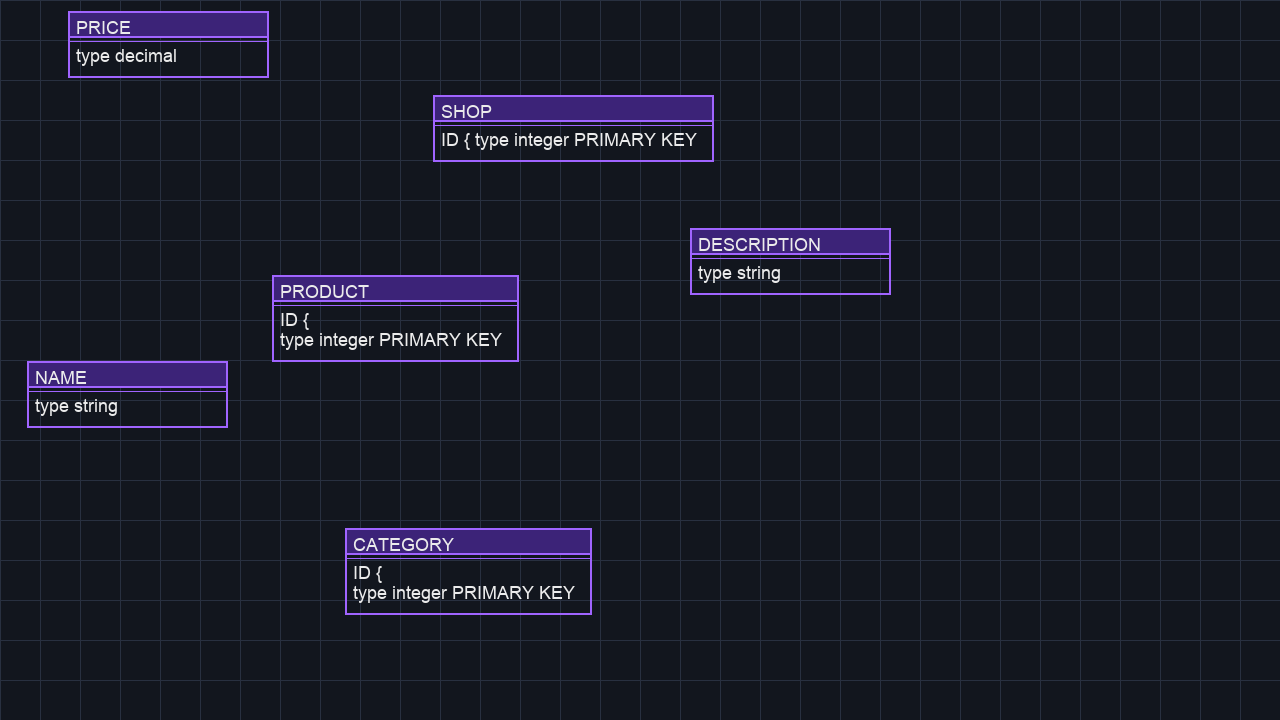 PRICE
type decimal
SHOP
ID { type integer PRIMARY KEY
DESCRIPTION
type string
PRODUCT
ID {
type integer PRIMARY KEY
NAME
type string
CATEGORY
ID {
type integer PRIMARY KEY